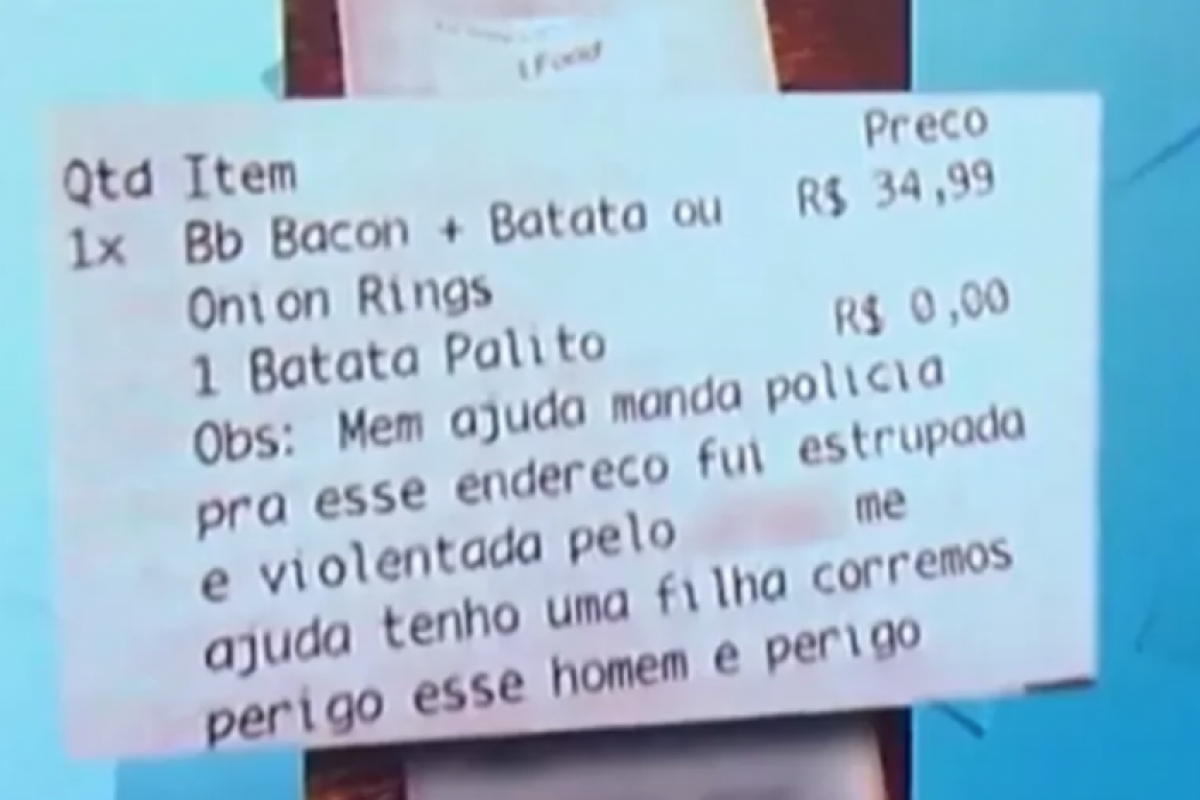 iFood
Qtd Item Preco
1x Bb Bacon + Batata ou R$ 34,99
Onion Rings
1 Batata Palito R$ 0,00
Obs: Mem ajuda manda policia
pra esse endereco fui estrupada
e violentada pelo me
ajuda tenho uma filha corremos
perigo esse homem e perigo